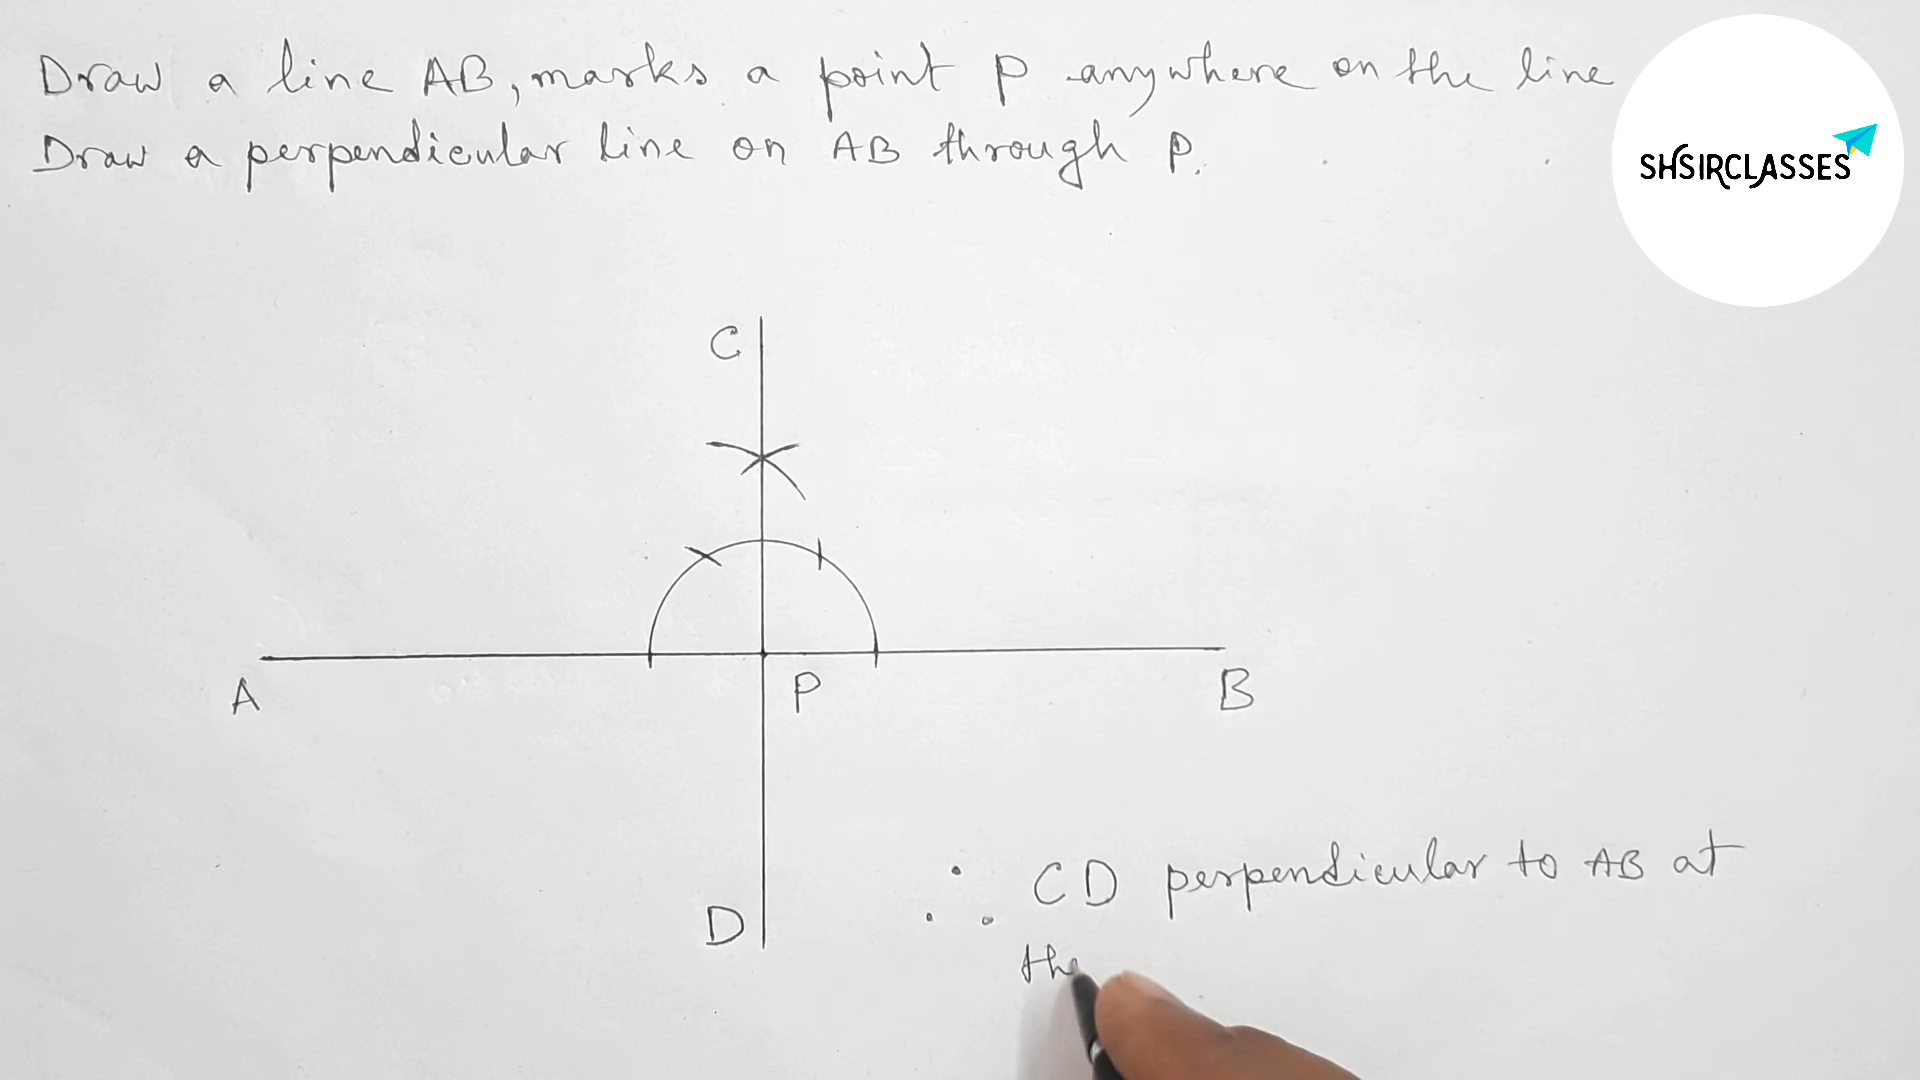 Draw a line AB, marks a point P anywhere on the line
Draw a perpendicular line on AB through P.
SHSIRCLASSES
C
A
P
B
D
∴ CD perpendicular to AB at
the